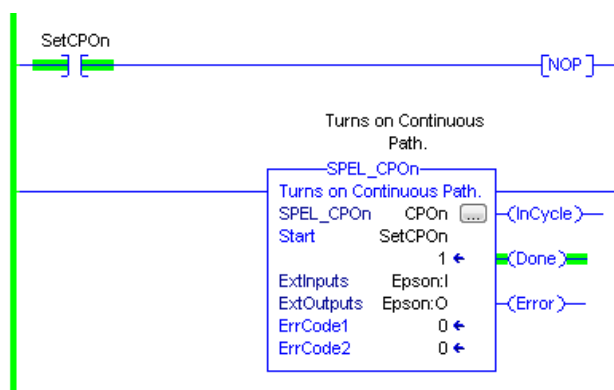 SetCPOn
NOP
Turns on Continuous
Path.
SPEL_CPOn
Turns on Continuous Path.
SPEL_CPOn CPOn ... InCycle
Start SetCPOn
1 Done
ExtInputs Epson:I
ExtOutputs Epson:O Error
ErrCode1 0
ErrCode2 0